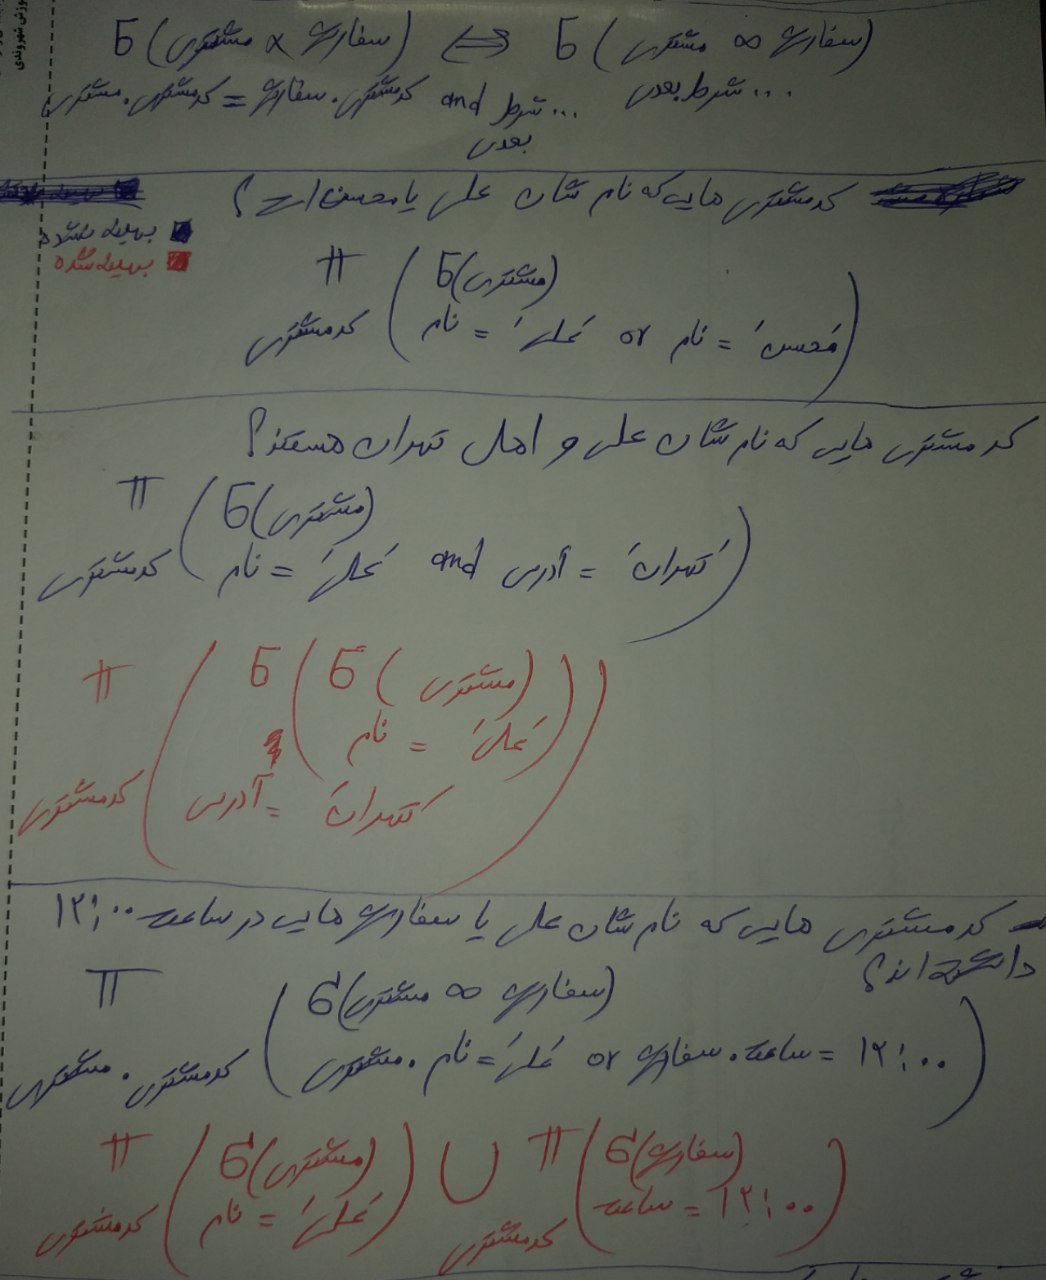 σ (مشتری × سفارش) ⟺ σ (مشتری ∞ سفارش)
مشتری.کدمشتری = سفارش.کدمشتری and شرط بعدی ... شرط بعدی ...
کدمشتری هایی که نام شان علی یا محسن است؟
بهینه نشده
بهینه شده
π ( σ(مشتری)
کدمشتری نام = 'علی' or نام = 'محسن' )
کد مشتری هایی که نام شان علی و اهل تهران هستند؟
π ( σ(مشتری)
کدمشتری نام = 'علی' and آدرس = 'تهران' )
π ( σ ( σ ( مشتری )
نام = 'علی' )
کدمشتری آدرس = 'تهران' )
کدمشتری هایی که نام شان علی یا سفارش هایی در ساعت ۱۲:۰۰
داشته اند؟
π ( σ(مشتری ∞ سفارش)
مشتری.کدمشتری مشتری.نام = 'علی' or سفارش.ساعت = ۱۲:۰۰ )
π ( σ(مشتری) ) ∪ π ( σ(سفارش)
کدمشتری نام = 'علی' کدمشتری ساعت = ۱۲:۰۰ )